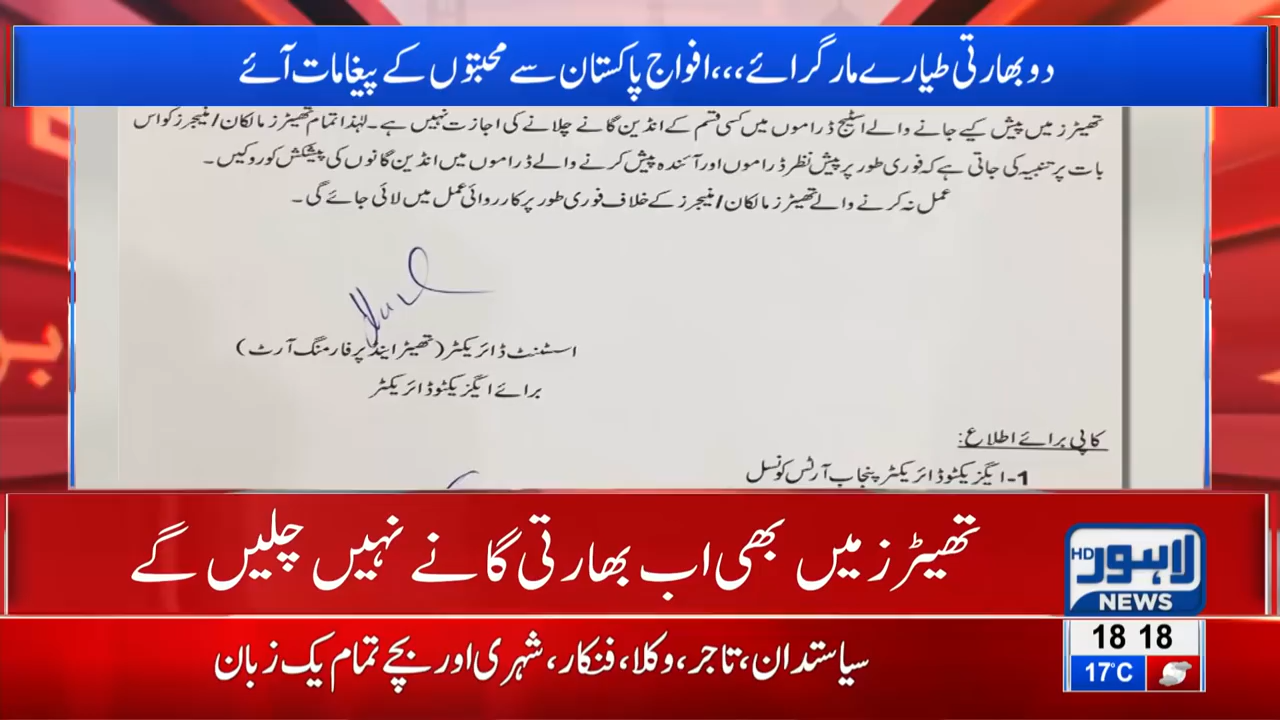 دو بھارتی طیارے مار گرائے،،،افواج پاکستان سے محبتوں کے پیغامات آئے
تھیٹرز میں پیش کیے جانے والے اسٹیج ڈراموں میں کسی قسم کے انڈین گانے چلانے کی اجازت نہیں ہے۔ لہٰذا تمام تھیٹرز مالکان/منیجرز کو اس
بات پر تنبیہ کی جاتی ہے کہ فوری طور پر پیش نظر ڈراموں اور آئندہ پیش کرنے والے ڈراموں میں انڈین گانوں کی پیشکش کو روکیں۔
عمل نہ کرنے والے تھیٹرز مالکان/منیجرز کے خلاف فوری طور پر کارروائی عمل میں لائی جائے گی۔
اسسٹنٹ ڈائریکٹر (تھیٹر اینڈ پرفارمنگ آرٹ)
برائے ایگزیکٹو ڈائریکٹر
کاپی برائے اطلاع:
1- ایگزیکٹو ڈائریکٹر پنجاب آرٹس کونسل
تھیٹرز میں بھی اب بھارتی گانے نہیں چلیں گے
لاہور HD
NEWS
18 18
17°C
سیاستدان، تاجر، وکلا، فنکار، شہری اور بچے تمام یک زبان